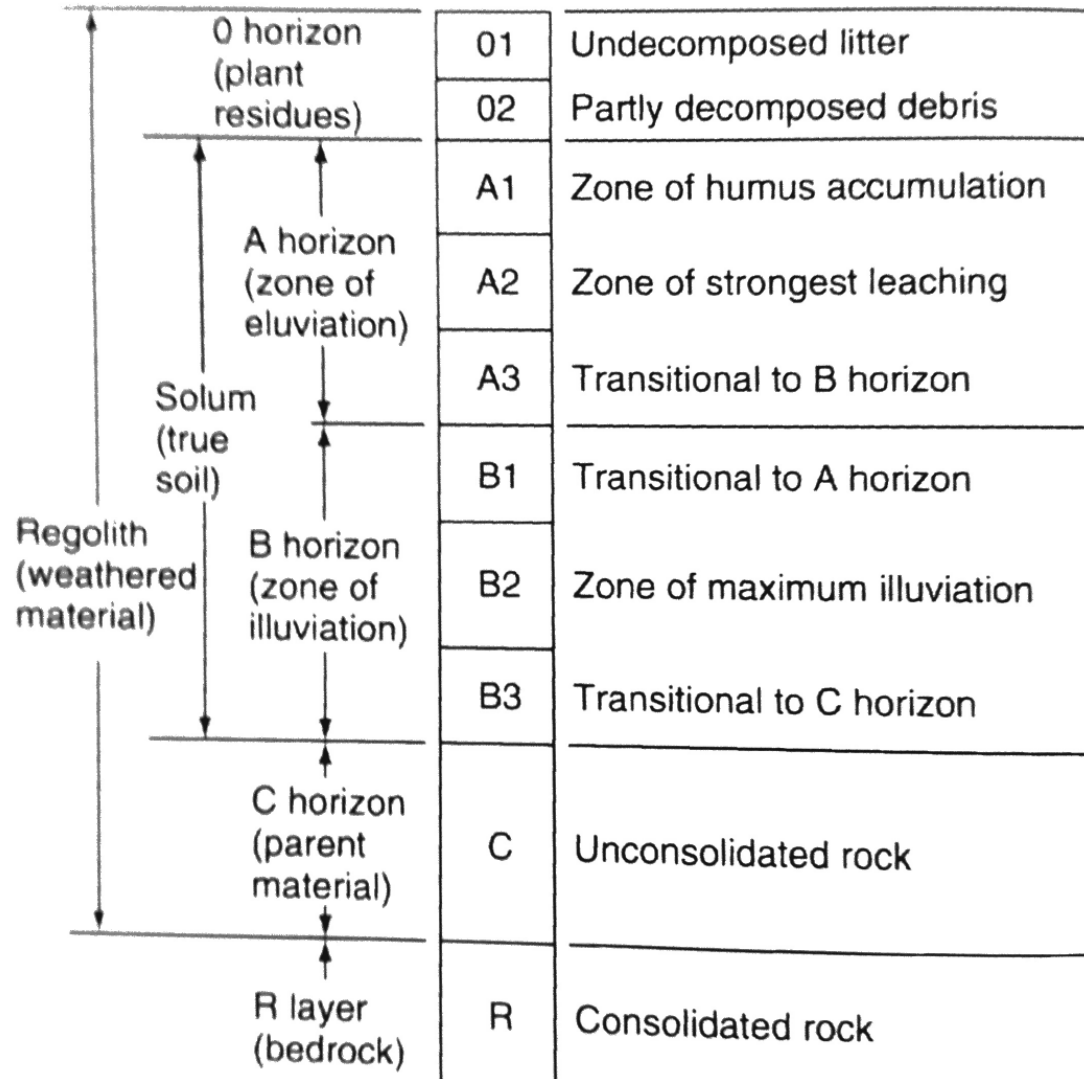 O horizon
(plant
residues)
01
Undecomposed litter
02
Partly decomposed debris
A horizon
(zone of
eluviation)
A1
Zone of humus accumulation
A2
Zone of strongest leaching
A3
Transitional to B horizon
Solum
(true
soil)
B horizon
(zone of
illuviation)
B1
Transitional to A horizon
B2
Zone of maximum illuviation
B3
Transitional to C horizon
Regolith
(weathered
material)
C horizon
(parent
material)
C
Unconsolidated rock
R layer
(bedrock)
R
Consolidated rock